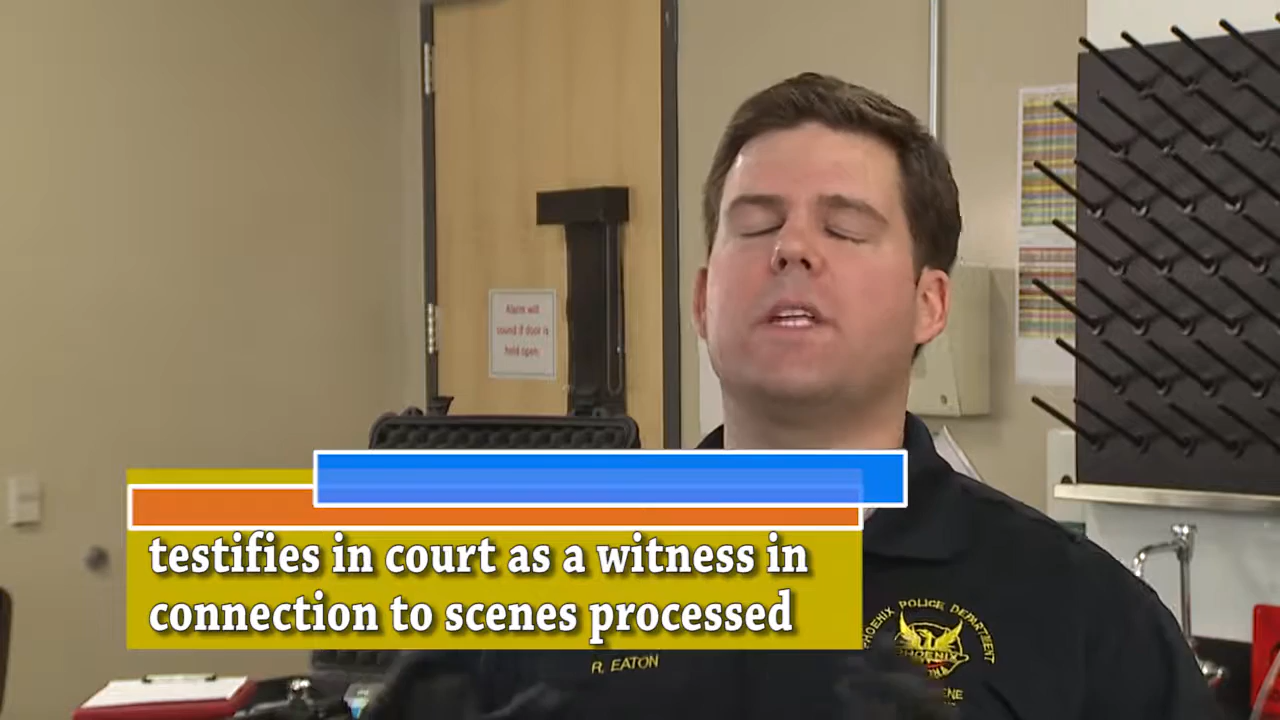 Alarm will
sound if door is
held open
testifies in court as a witness in
connection to scenes processed
R. EATON
PHOENIX POLICE DEPARTMENT
PHOENIX